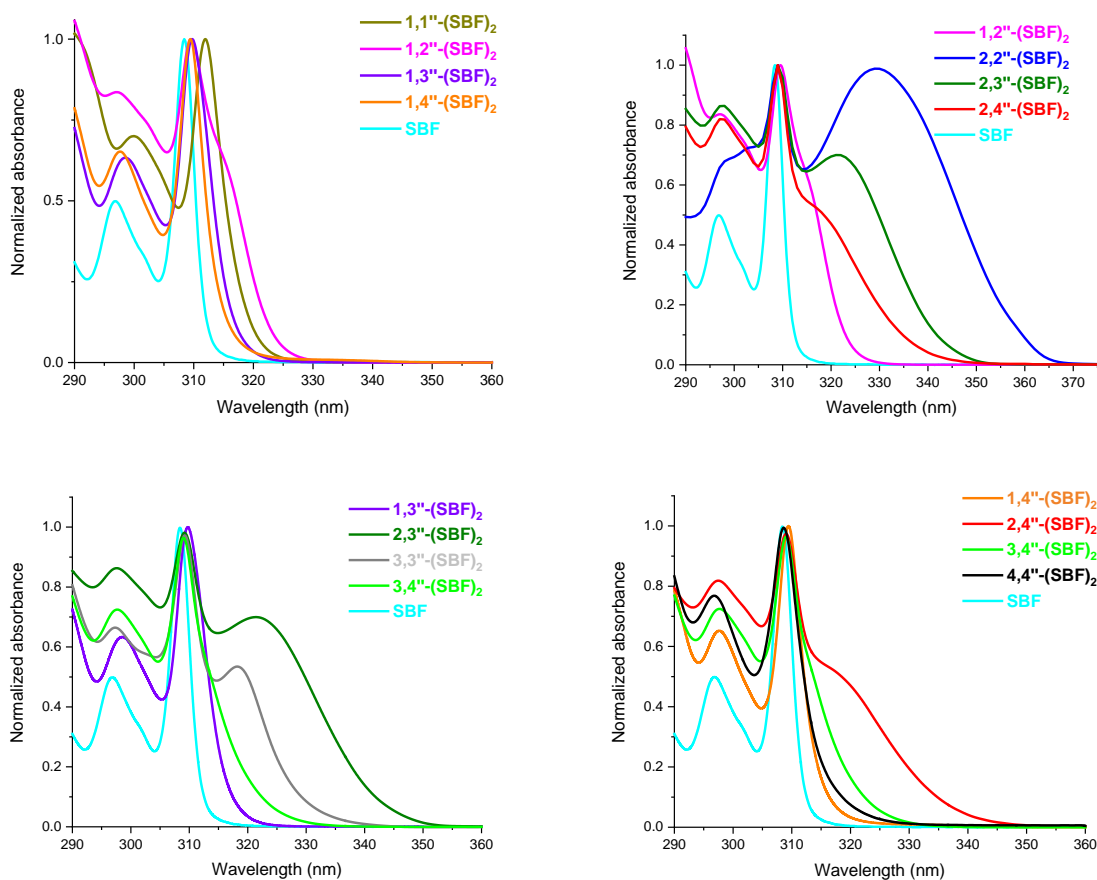 1,1"-(SBF)₂
1,2"-(SBF)₂
1,3"-(SBF)₂
1,4"-(SBF)₂
SBF
1.0
0.5
0.0
Normalized absorbance
290 300 310 320 330 340 350 360
Wavelength (nm)
1,2"-(SBF)₂
2,2"-(SBF)₂
2,3"-(SBF)₂
2,4"-(SBF)₂
SBF
1.0
0.8
0.6
0.4
0.2
0.0
Normalized absorbance
290 300 310 320 330 340 350 360 370
Wavelength (nm)
1,3"-(SBF)₂
2,3"-(SBF)₂
3,3"-(SBF)₂
3,4"-(SBF)₂
SBF
1.0
0.8
0.6
0.4
0.2
0.0
Normalized absorbance
290 300 310 320 330 340 350 360
Wavelength (nm)
1,4"-(SBF)₂
2,4"-(SBF)₂
3,4"-(SBF)₂
4,4"-(SBF)₂
SBF
1.0
0.8
0.6
0.4
0.2
0.0
Normalized absorbance
290 300 310 320 330 340 350 360
Wavelength (nm)